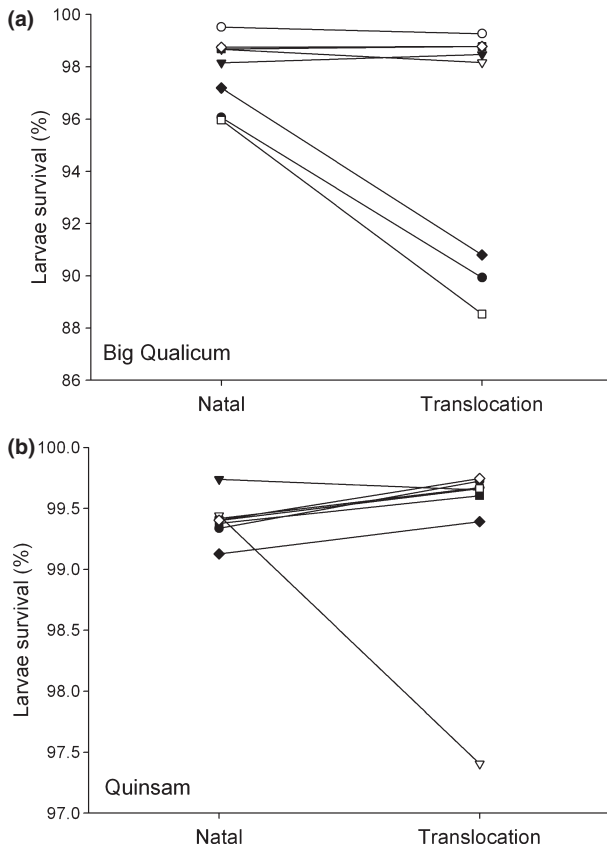 (a)
100
98
96
94
92
90
88
86
Larvae survival (%)
Big Qualicum
Natal Translocation
(b)
100.0
99.5
99.0
98.5
98.0
97.5
97.0
Larvae survival (%)
Quinsam
Natal Translocation